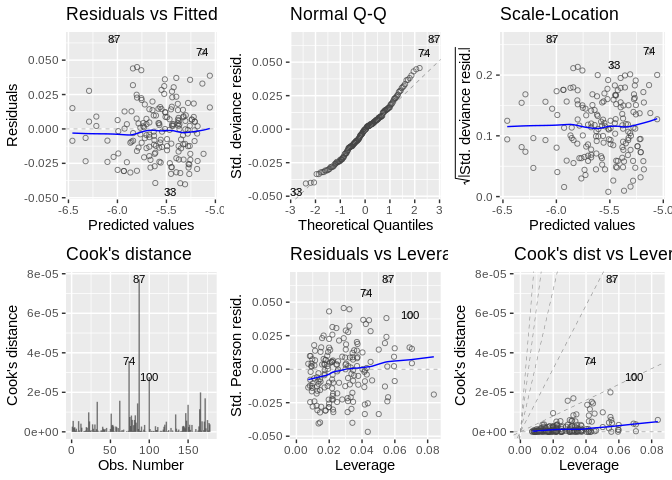 Residuals vs Fitted
Residuals
0.050
0.025
0.000
-0.025
-0.050
87
74
33
-6.5
-6.0
-5.5
-5.0
Predicted values
Normal Q-Q
Std. deviance resid.
0.050
0.025
0.000
-0.025
-0.050
87
74
33
-3
-2
-1
0
1
2
3
Theoretical Quantiles
Scale-Location
√|Std. deviance resid.|
0.2
0.1
0.0
87
74
33
-6.5
-6.0
-5.5
-5.0
Predicted values
Cook's distance
Cook's distance
8e-05
6e-05
4e-05
2e-05
0e+00
87
74
100
0
50
100
150
Obs. Number
Residuals vs Levera
Std. Pearson resid.
0.050
0.025
0.000
-0.025
-0.050
87
74
100
0.00
0.02
0.04
0.06
0.08
Leverage
Cook's dist vs Lever
Cook's distance
8e-05
6e-05
4e-05
2e-05
0e+00
87
74
100
0.00
0.02
0.04
0.06
0.08
Leverage